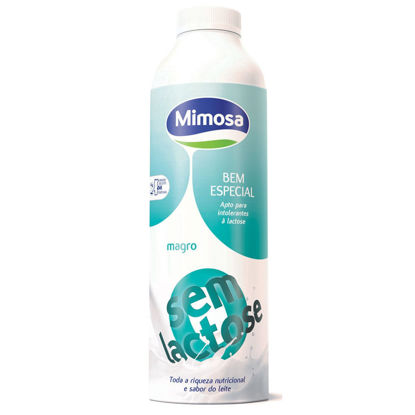 Mimosa
BEM
ESPECIAL
Apto para
intolerantes
à lactose
magro
sem
lactose
Toda a riqueza nutricional
e sabor do leite